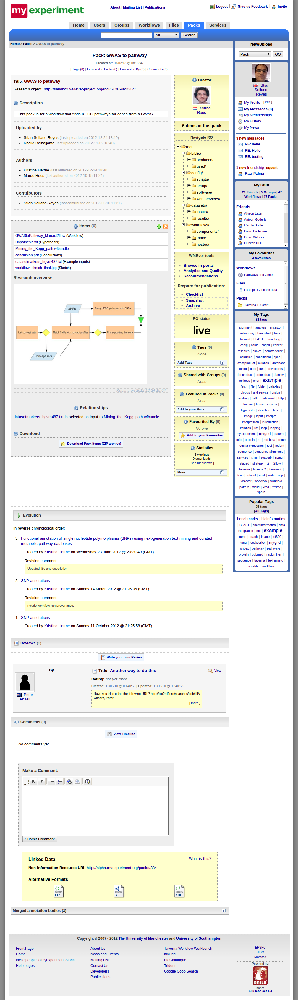 myexperiment
About | Mailing List | Publications
Logout | Give us Feedback | Invite
Home Users Groups Workflows Files Packs Services
All Search
Home > Packs > GWAS to pathway
Pack: GWAS to pathway
Created at: 07/02/13 @ 08:32:47
| Tags (0) | Featured in Packs (0) | Favourited By (0) | Comments (0) |
Title: GWAS to pathway
Research object: http://sandbox.wf4ever-project.org/rodl/ROs/Pack384/
Description
This pack is for a workflow that finds KEGG pathways for genes from a GWAS.
Uploaded by
Stian Soiland-Reyes (last uploaded on 2012-12-24 18:40)
Khalid Belhajjame (last uploaded on 2012-11-02 18:40)
Authors
Kristina Hettne (last authored on 2012-12-24 18:40)
Marco Roos (last authored on 2012-10-15 11:24)
Contributors
Stian Soiland-Reyes (last contributed on 2012-11-10 11:21)
Items (6)
GWAStoPathway_Marco.t2flow (Workflow)
Hypothesis.txt (Hypothesis)
Mining_the_Kegg_path.wfbundle
conclusion.pdf (Conclusions)
datasetmarkers_hgvrs487.txt (Example inputs)
workflow_sketch_final.jpg (Sketch)
Research overview
SNPs
Query KEGG pathways with SNPs
List concept sets
Match SNPs with concept profiles
Find supporting literature
Concept sets
Kristina on 2012-12-24 15:04
Relationships
datasetmarkers_hgvrs487.txt is selected as input to Mining_the_Kegg_path.wfbundle
Download
Download Pack Items (ZIP archive)
Creator
Marco
Roos
6 items in this pack
Navigate RO
root
biblio/
produced/
used/
config/
scripts/
setup/
software/
web services/
datasets/
inputs/
results/
workflows/
components/
main/
nested/
Wf4Ever tools
Browse in portal
Analytics and Quality
Recommendations
Prepare for publication:
Checklist
Snapshot
Archive
RO status
live
Tags (0)
None
Add Tags
Shared with Groups (0)
None
Featured In Packs (0)
None
Add to your Pack
Favourited By (0)
No one
Add to your Favourites
Statistics
2 viewings
0 downloads
[ see breakdown ]
More
Evolution
In reverse chronological order:
3. Functional annotation of single nucleotide polymorphisms (SNPs) using next-generation text mining and curated
metabolic pathway databases
Created by Kristina Hettne on Wednesday 23 June 2012 @ 20:20:40 (GMT)
Revision comment:
Updated title and description
2. SNP annotations
Created by Kristina Hettne on Sunday 14 March 2012 @ 21:26:05 (GMT)
Revision comment:
Include workflow run provenance.
1. SNP annotations
Created by Kristina Hettne on Sunday 11 October 2012 @ 21:25:58 (GMT)
Reviews (1)
Write your own Review
By
Peter
Ansell
Title: Another way to do this
View
Rating: not yet rated
Created: 11/05/10 @ 00:40:53 | Updated: 11/05/10 @ 00:40:53
Have you tried using the following URL? http://bio2rdf.org/searchns/pdb/HIV
Cheers, Peter
[ more ]
Comments (0)
View Timeline
No comments yet
Make a Comment:
B I
Submit Comment
Linked Data
What is this?
Non-Information Resource URI: http://alpha.myexperiment.org/packs/384
Alternative Formats
HTML RDF XML
Merged annotation bodies (3)
New/Upload
Pack GO
Stian
Soiland-
Reyes
My Profile [ edit ]
My Messages (3)
My Memberships
My History
My News
3 new messages
RE: hehe..
RE: Hello
RE: testing
1 new friendship request
Raul Palma
My Stuff
21 Friends | 5 Groups | 47
Workflows | 17 Packs
Friends
Allyson Lister
Antoon Goderis
Carole Goble
David De Roure
David Withers
Duncan Hull
My Favourites
3 favourites
Workflows
Pathways and Gene...
Files
Example Genbank data
Packs
Taverna 1.7 start...
My Tags
91 tags
alignment | analysis | ancestor |
astronomy | beanshell | beta |
biomart | BLAST | branching |
cabig | cabio | cagrid | cancer
research | choice | commandline |
condition | conditional | cpas |
crossproduct | curation | database
storing | ddbj | dec | developers |
dot product | dotproduct | dummy |
emboss | error | example |
fetch | file | folder | galaxies |
globus | grid service | gridpir |
handling | hello | helloworld | http |
human | human sapiens |
hyperleda | identifier | ifelse |
image | input | interpro |
interproscan | introduction |
iteration | list | loop | looping |
myexperiment | mygrid | pattern |
pdb | protein | ra | red beta | regex
| regular expression | rest | rodent |
sequence | sequence alignment |
services | shim | soaplab | sparql |
staged | strategy | t2 | t2flow |
taverna | taverna 2 | taverna2 |
term | tutorial | uuid | wabi | wcp |
wf4ever | workflow | workflow
pattern | world | xkcd | xmlrpc |
xpath
Popular Tags
25 tags
[All Tags]
benchmarks | bioinformatics
| BLAST | cheminformatics | data
integration | ebi | example |
gene | graph | image | ist600 |
kegg | localworker | mygrid |
ondex | pathway | pathways |
protein | pubmed | rapidminer |
sequence | taverna | text mining |
votable | workflow
Copyright © 2007 - 2012 The University of Manchester and University of Southampton
Front Page
Home
Invite people to myExperiment Alpha
Help pages
About Us
News and Events
Mailing List
Contact Us
Developers
Publications
Taverna Workflow Workbench
myGrid
BioCatalogue
Trident
Google Coop Search
EPSRC
JISC
Microsoft
Powered by:
RAILS
Icons:
Silk icon set 1.3